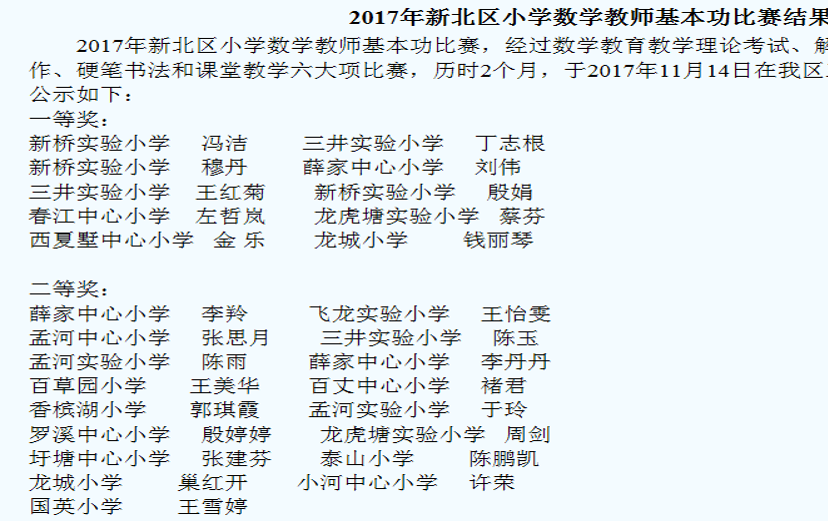 2017年新北区小学数学教师基本功比赛结果
2017年新北区小学数学教师基本功比赛，经过数学教育教学理论考试、解
作、硬笔书法和课堂教学六大项比赛，历时2个月，于2017年11月14日在我区
公示如下：
一等奖：
新桥实验小学 冯洁 三井实验小学 丁志根
新桥实验小学 穆丹 薛家中心小学 刘伟
三井实验小学 王红菊 新桥实验小学 殷娟
春江中心小学 左哲岚 龙虎塘实验小学 蔡芬
西夏墅中心小学 金 乐 龙城小学 钱丽琴
二等奖：
薛家中心小学 李羚 飞龙实验小学 王怡雯
孟河中心小学 张思月 三井实验小学 陈玉
孟河实验小学 陈雨 薛家中心小学 李丹丹
百草园小学 王美华 百丈中心小学 褚君
香槟湖小学 郭琪霞 孟河实验小学 于玲
罗溪中心小学 殷婷婷 龙虎塘实验小学 周剑
圩塘中心小学 张建芬 泰山小学 陈鹏凯
龙城小学 巢红开 小河中心小学 许荣
国英小学 王雪婷